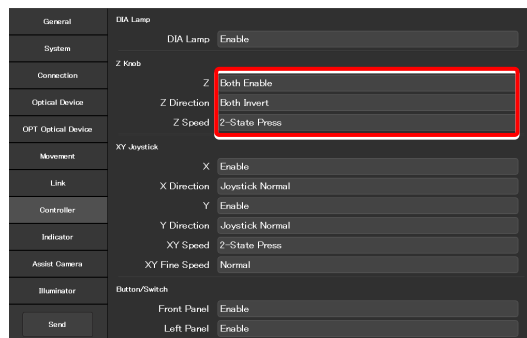 General
System
Connection
Optical Device
OPT Optical Device
Movement
Link
Controller
Indicator
Assist Camera
Illuminator
Send
DIA Lamp
DIA Lamp Enable
Z Knob
Z Both Enable
Z Direction Both Invert
Z Speed 2-State Press
XY Joystick
X Enable
X Direction Joystick Normal
Y Enable
Y Direction Joystick Normal
XY Speed 2-State Press
XY Fine Speed Normal
Button/Switch
Front Panel Enable
Left Panel Enable